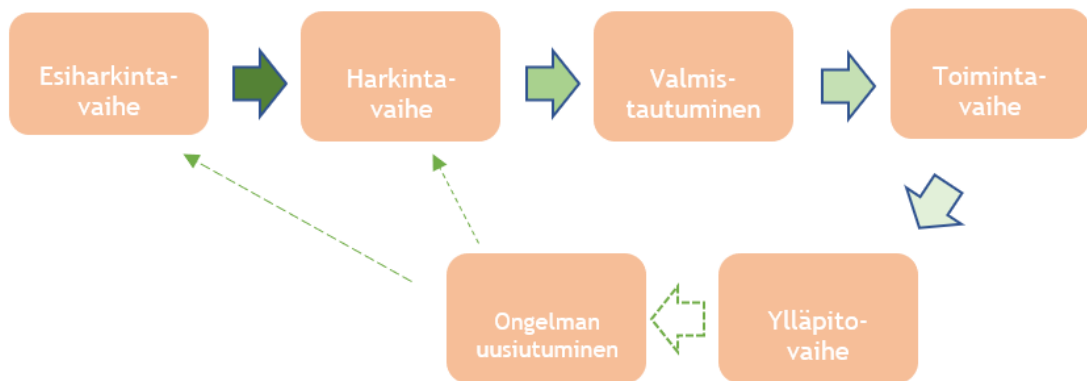 Esiharkinta-
vaihe
Harkinta-
vaihe
Valmis-
tautuminen
Toiminta-
vaihe
Ongelman
uusiutuminen
Ylläpito-
vaihe